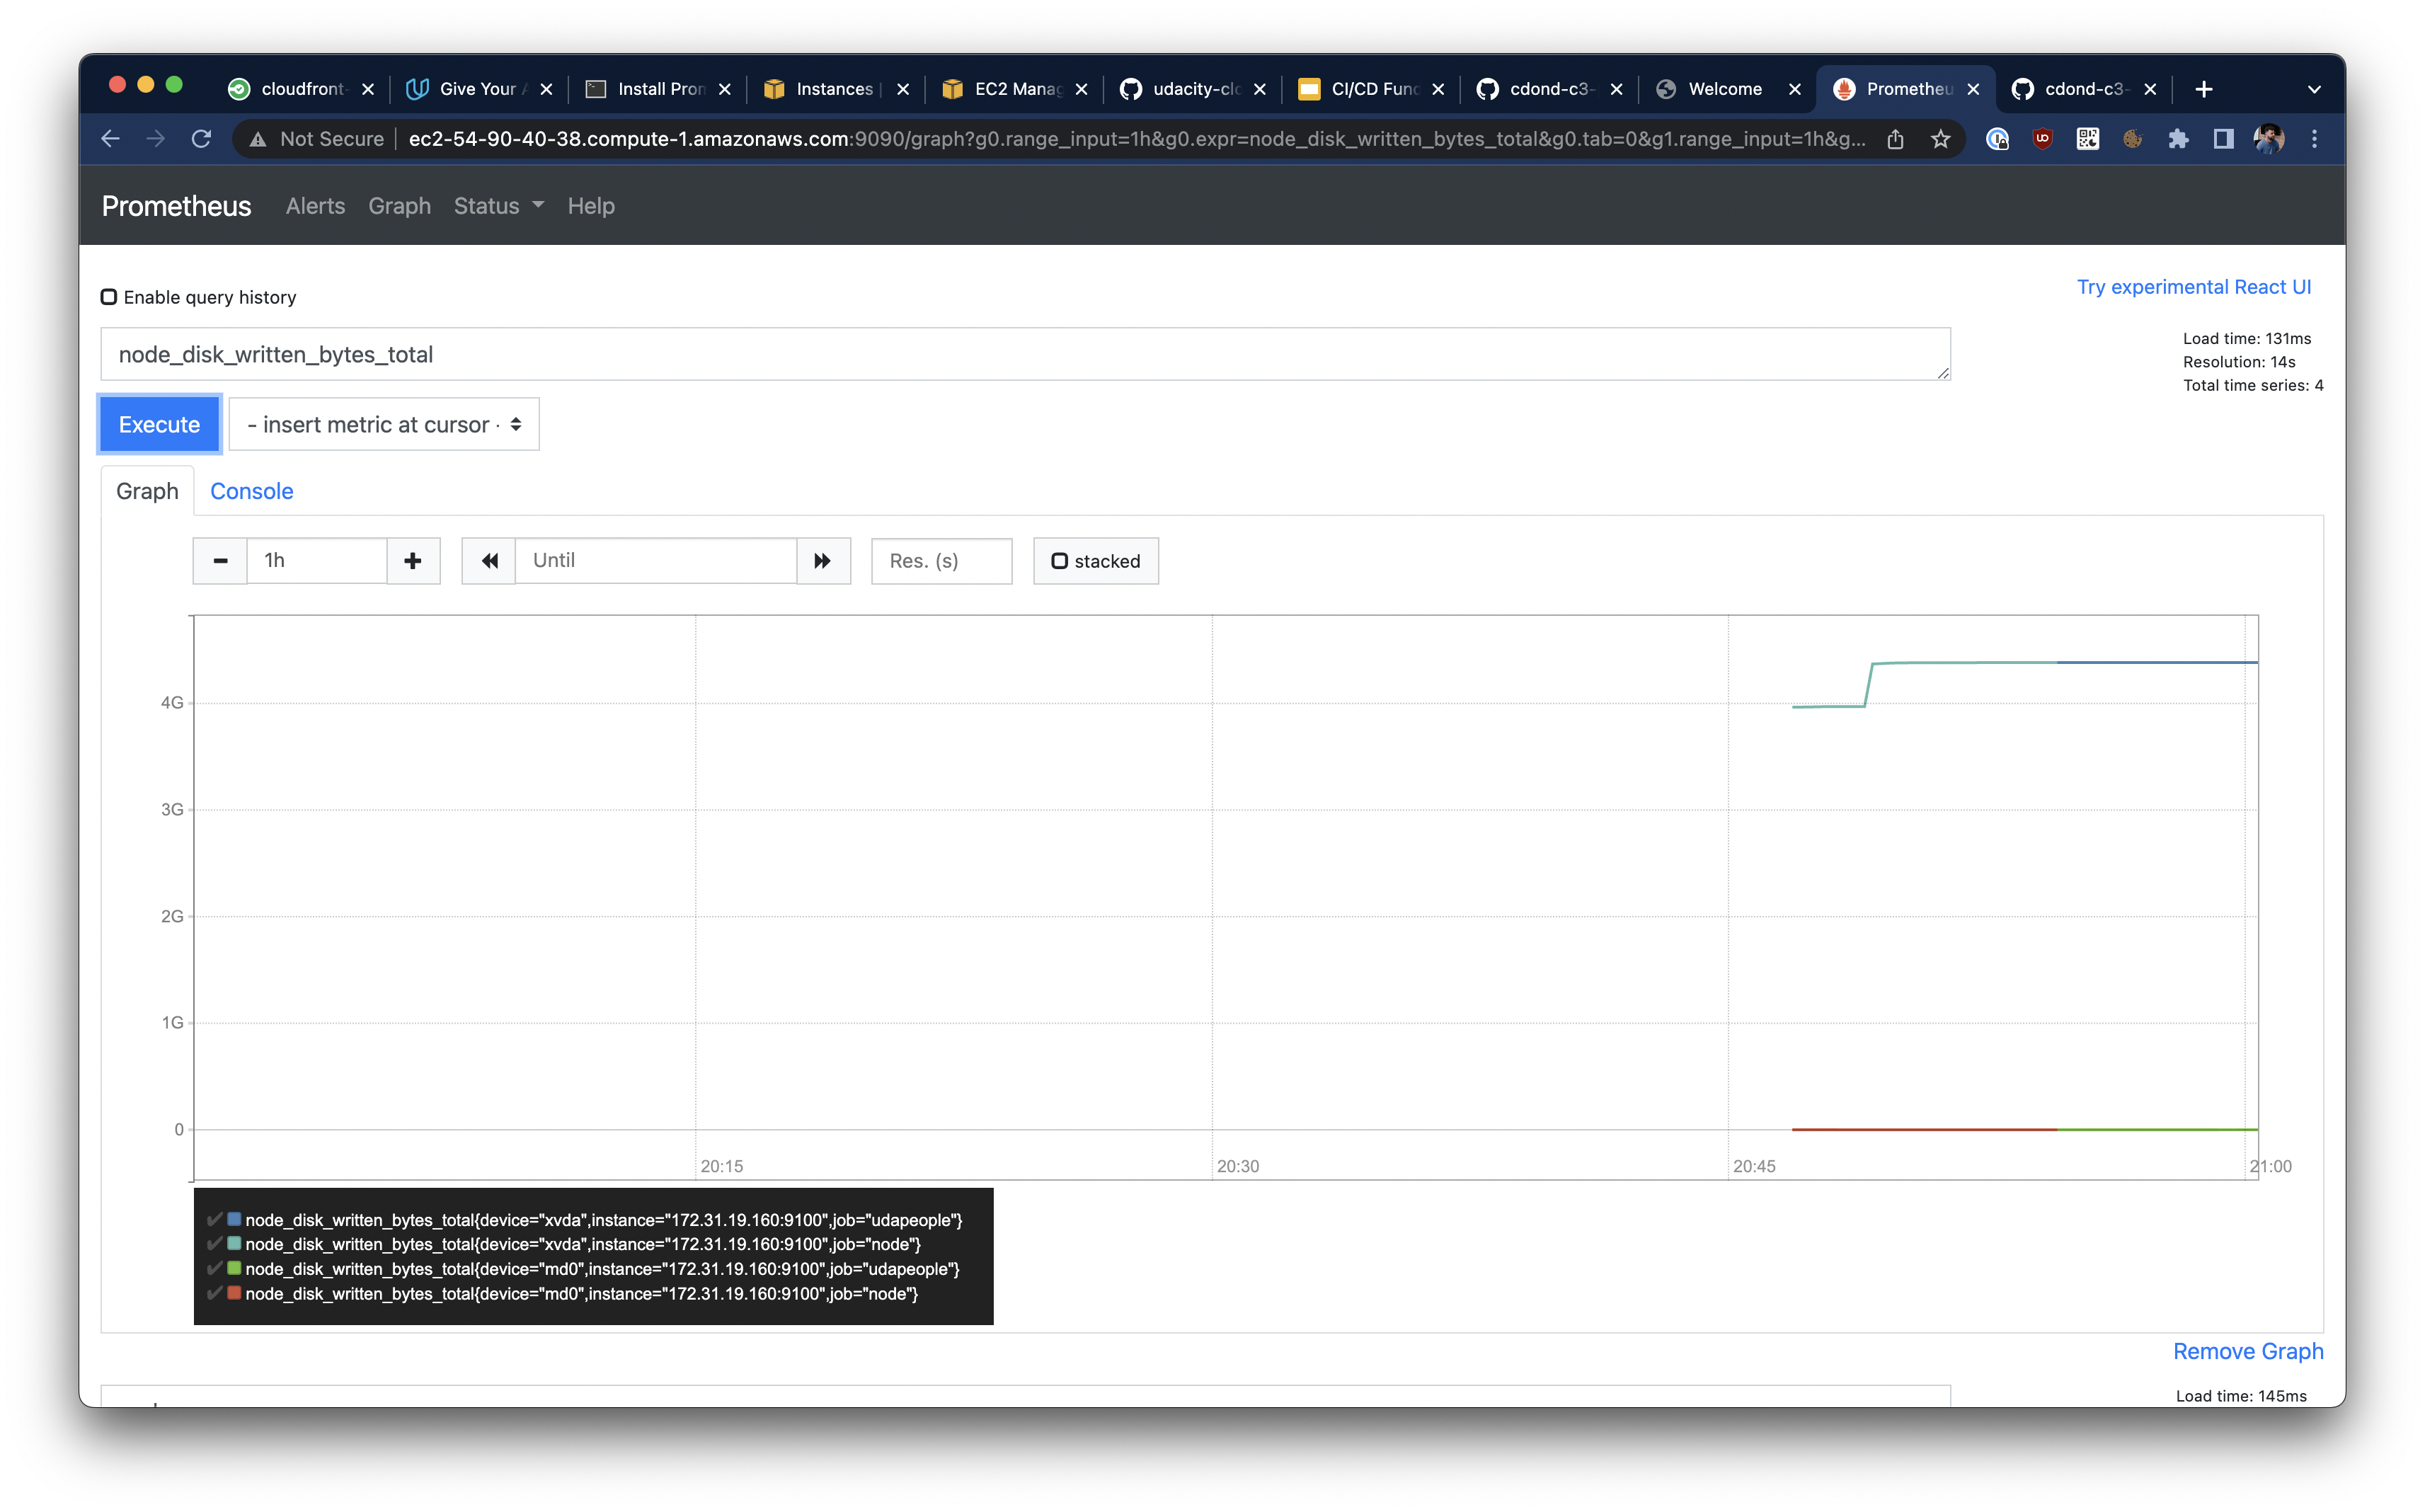 cloudfront-
Give Your A
Install Prom
Instances |
EC2 Manag
udacity-clo
CI/CD Fund
cdond-c3-
Welcome
Prometheu
cdond-c3-
Not Secure
ec2-54-90-40-38.compute-1.amazonaws.com:9090/graph?g0.range_input=1h&g0.expr=node_disk_written_bytes_total&g0.tab=0&g1.range_input=1h&g...
Prometheus Alerts Graph Status Help
Enable query history
Try experimental React UI
node_disk_written_bytes_total
Load time: 131ms
Resolution: 14s
Total time series: 4
Execute
- insert metric at cursor -
Graph Console
1h Until Res. (s) stacked
4G
3G
2G
1G
0
20:15 20:30 20:45 21:00
node_disk_written_bytes_total{device="xvda",instance="172.31.19.160:9100",job="udapeople"}
node_disk_written_bytes_total{device="xvda",instance="172.31.19.160:9100",job="node"}
node_disk_written_bytes_total{device="md0",instance="172.31.19.160:9100",job="udapeople"}
node_disk_written_bytes_total{device="md0",instance="172.31.19.160:9100",job="node"}
Remove Graph
Load time: 145ms